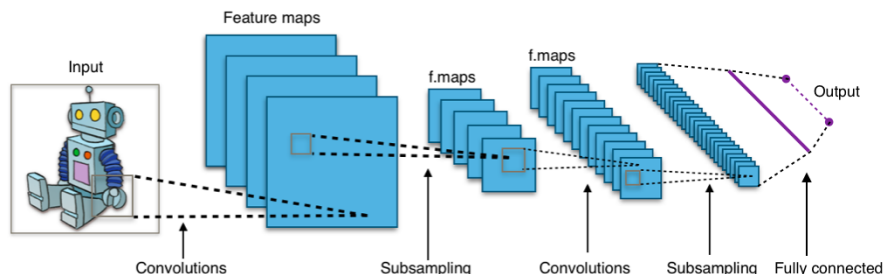 Feature maps
Input
f.maps
f.maps
Output
Convolutions
Subsampling
Convolutions
Subsampling
Fully connected